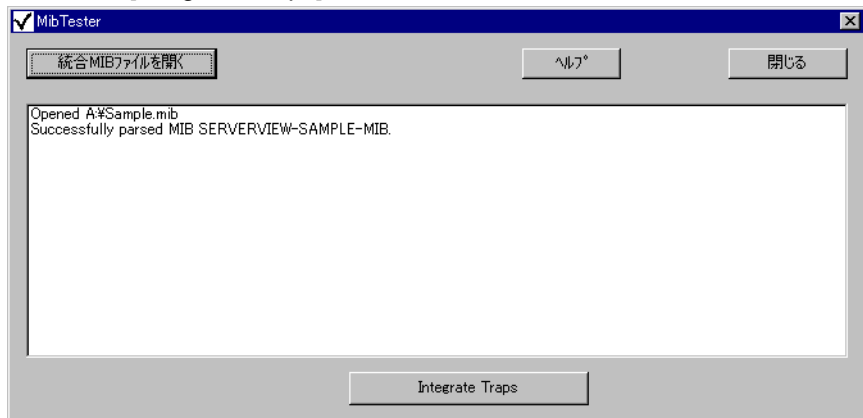 MibTester
統合MIBファイルを開く
ヘルプ
閉じる
Opened A:¥Sample.mib
Successfully parsed MIB SERVERVIEW-SAMPLE-MIB.
Integrate Traps